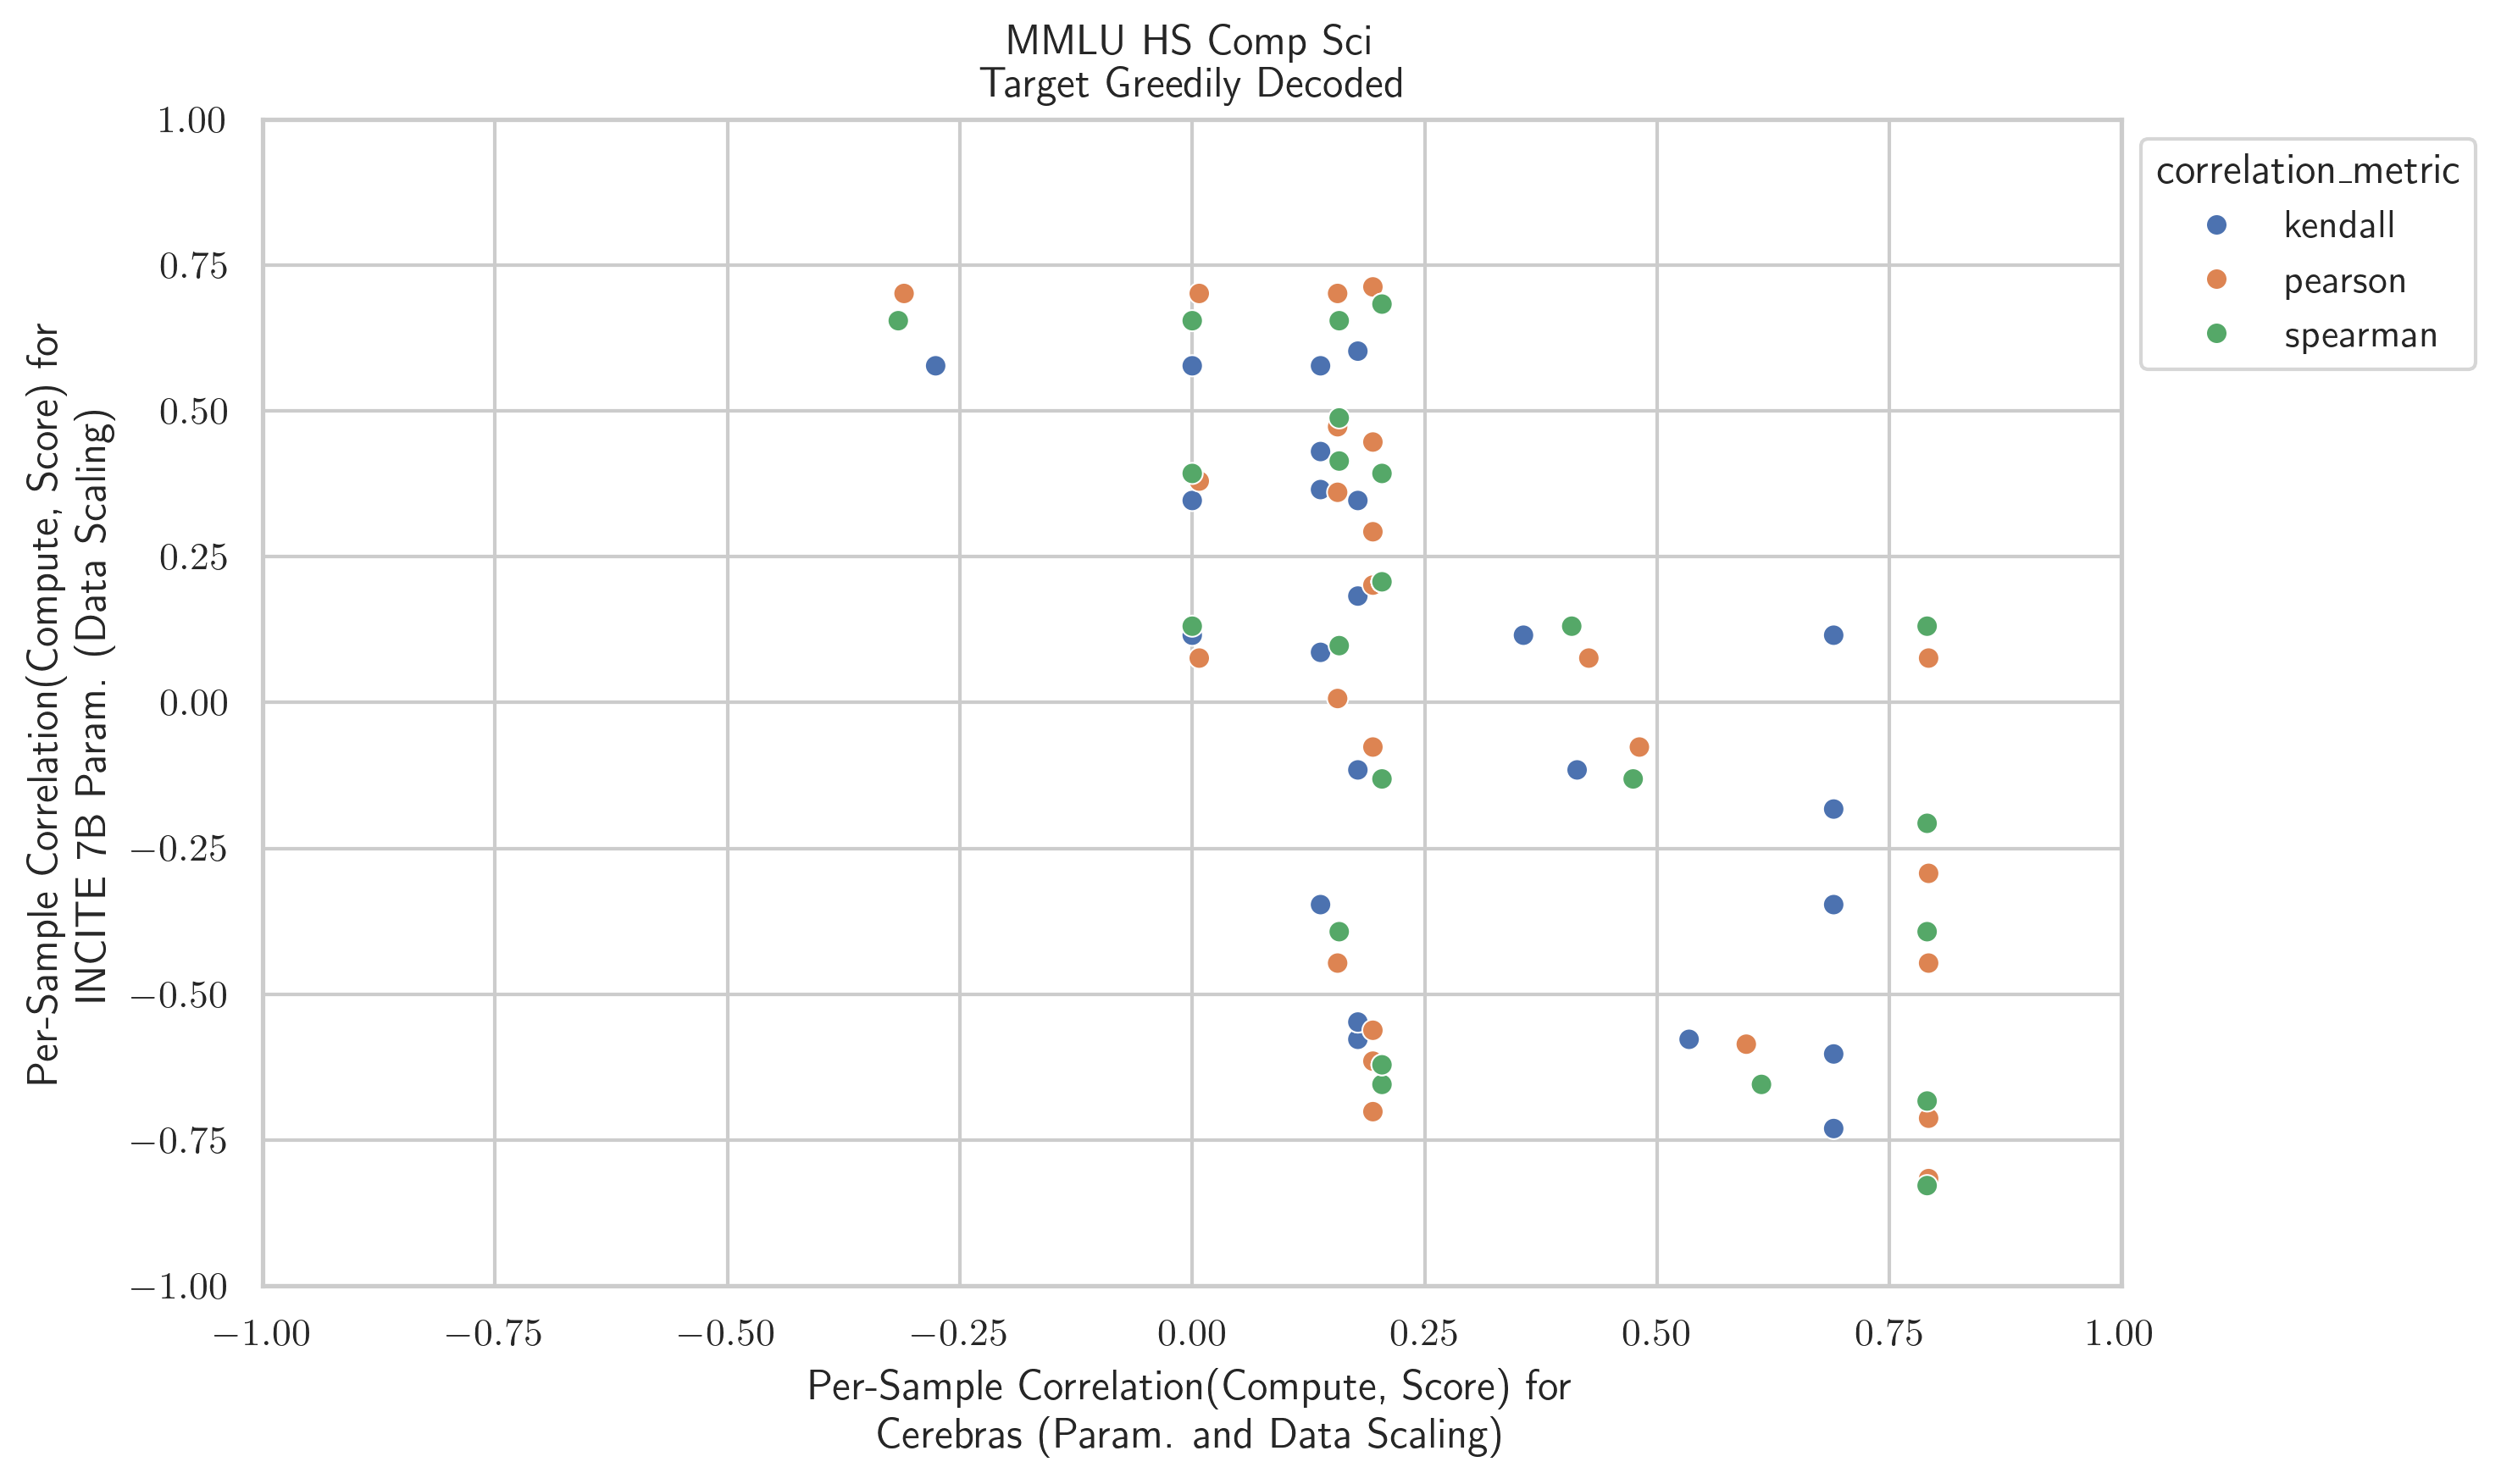 MMLU HS Comp Sci
Target Greedily Decoded
1.00
0.75
0.50
0.25
0.00
−0.25
−0.50
−0.75
−1.00
Per-Sample Correlation(Compute, Score) for
INCITE 7B Param. (Data Scaling)
correlation_metric
kendall
pearson
spearman
−1.00 −0.75 −0.50 −0.25 0.00 0.25 0.50 0.75 1.00
Per-Sample Correlation(Compute, Score) for
Cerebras (Param. and Data Scaling)